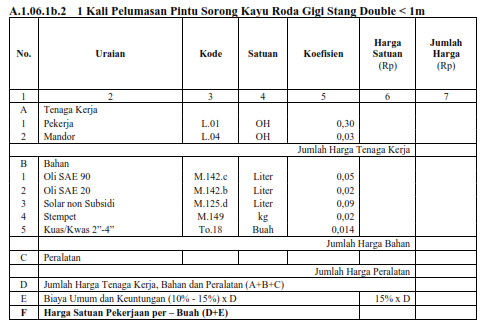 A.1.06.1b.2 1 Kali Pelumasan Pintu Sorong Kayu Roda Gigi Stang Double < 1m
No. Uraian Kode Satuan Koefisien Harga Satuan (Rp) Jumlah Harga (Rp)
1 2 3 4 5 6 7
A Tenaga Kerja
1 Pekerja L.01 OH 0,30
2 Mandor L.04 OH 0,03
Jumlah Harga Tenaga Kerja
B Bahan
1 Oli SAE 90 M.142.c Liter 0,05
2 Oli SAE 20 M.142.b Liter 0,02
3 Solar non Subsidi M.125.d Liter 0,09
4 Stempet M.149 kg 0,02
5 Kuas/Kwas 2"-4" To.18 Buah 0,014
Jumlah Harga Bahan
C Peralatan
Jumlah Harga Peralatan
D Jumlah Harga Tenaga Kerja, Bahan dan Peralatan (A+B+C)
E Biaya Umum dan Keuntungan (10% - 15%) x D 15% x D
F Harga Satuan Pekerjaan per – Buah (D+E)